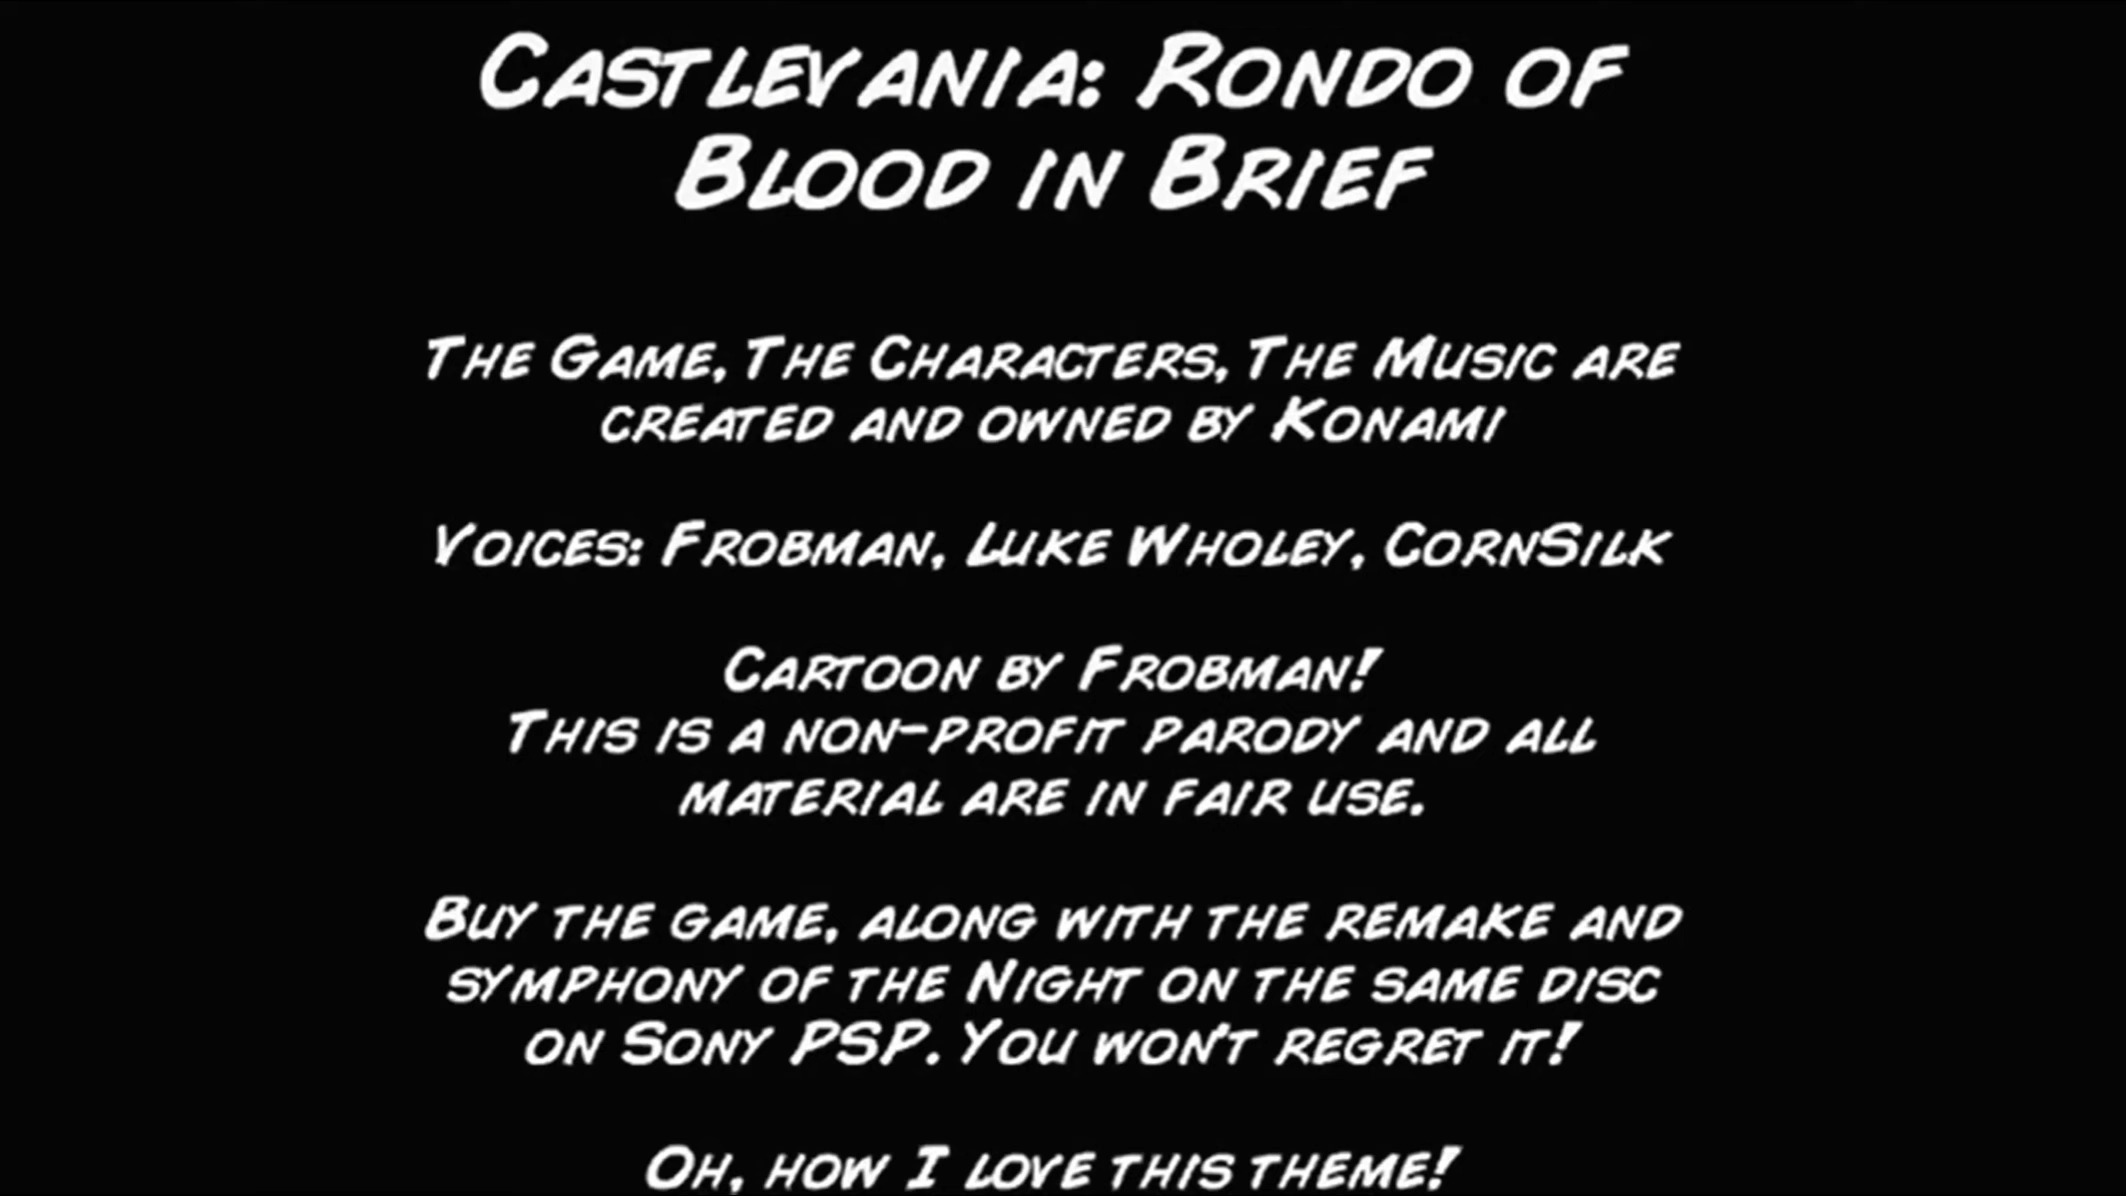 Castlevania: Rondo of
Blood in Brief
The Game, The Characters, The Music are
created and owned by Konami
Voices: Frobman, Luke Wholey, CornSilk
Cartoon by Frobman!
This is a non-profit parody and all
material are in fair use.
Buy the game, along with the remake and
symphony of the Night on the same disc
on Sony PSP. You won't regret it!
Oh, how I love this theme!